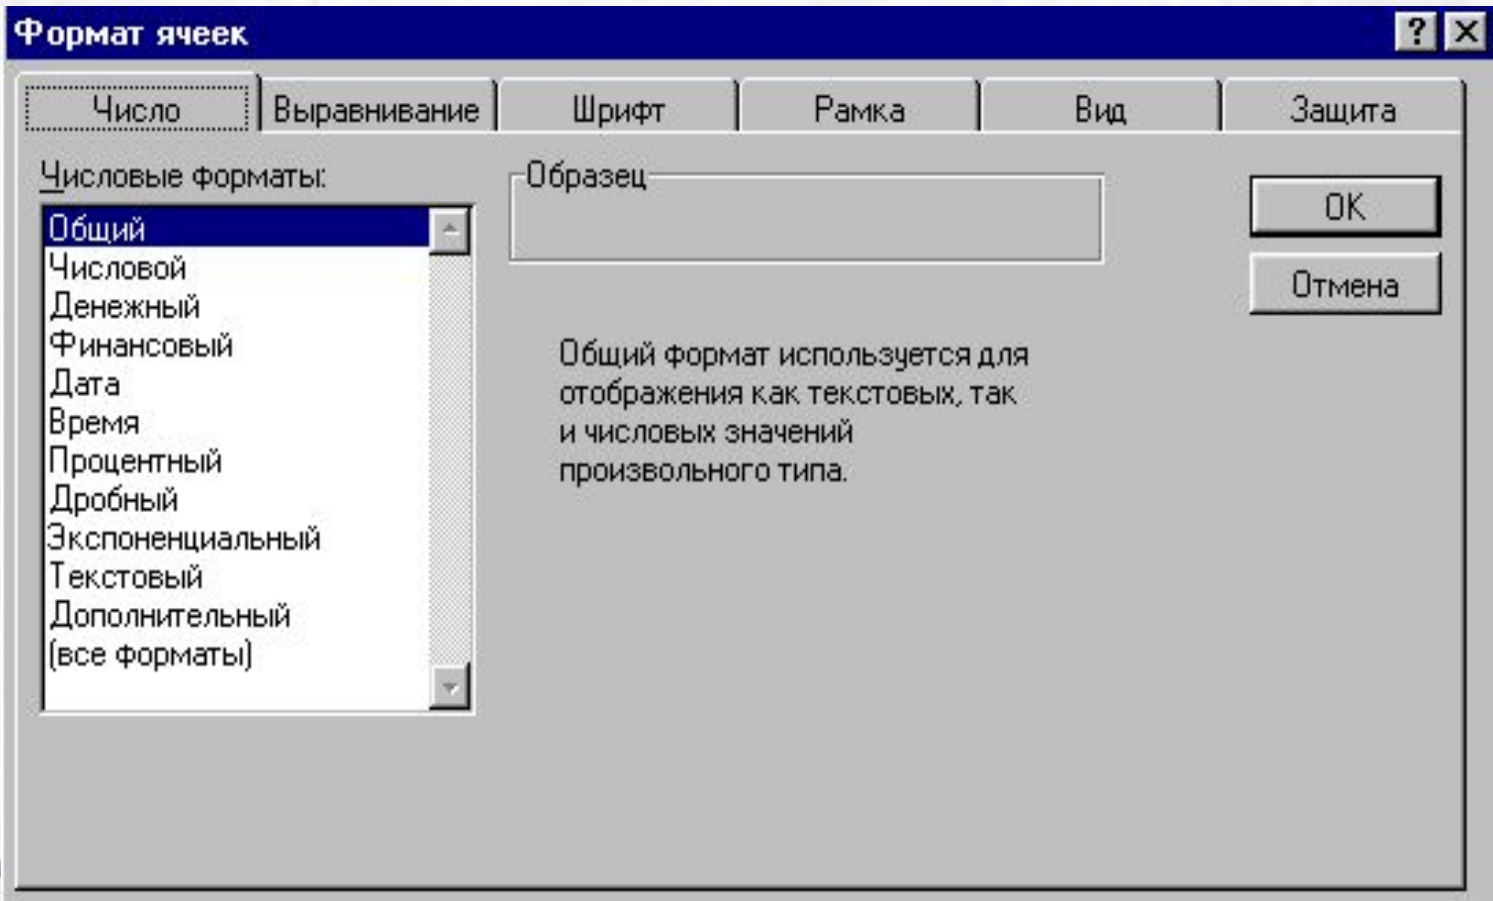 Формат ячеек
Число
Выравнивание
Шрифт
Рамка
Вид
Защита
Числовые форматы:
Общий
Числовой
Денежный
Финансовый
Дата
Время
Процентный
Дробный
Экспоненциальный
Текстовый
Дополнительный
(все форматы)
Образец
Общий формат используется для
отображения как текстовых, так
и числовых значений
произвольного типа.
OK
Отмена